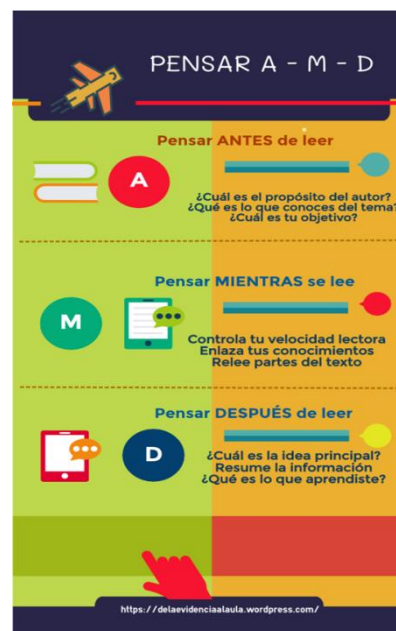 PENSAR A - M - D
Pensar ANTES de leer
A
¿Cuál es el propósito del autor?
¿Qué es lo que conoces del tema?
¿Cuál es tu objetivo?
Pensar MIENTRAS se lee
M
Controla tu velocidad lectora
Enlaza tus conocimientos
Relee partes del texto
Pensar DESPUÉS de leer
D
¿Cuál es la idea principal?
Resume la información
¿Qué es lo que aprendiste?
https://delaevidenciaalaula.wordpress.com/